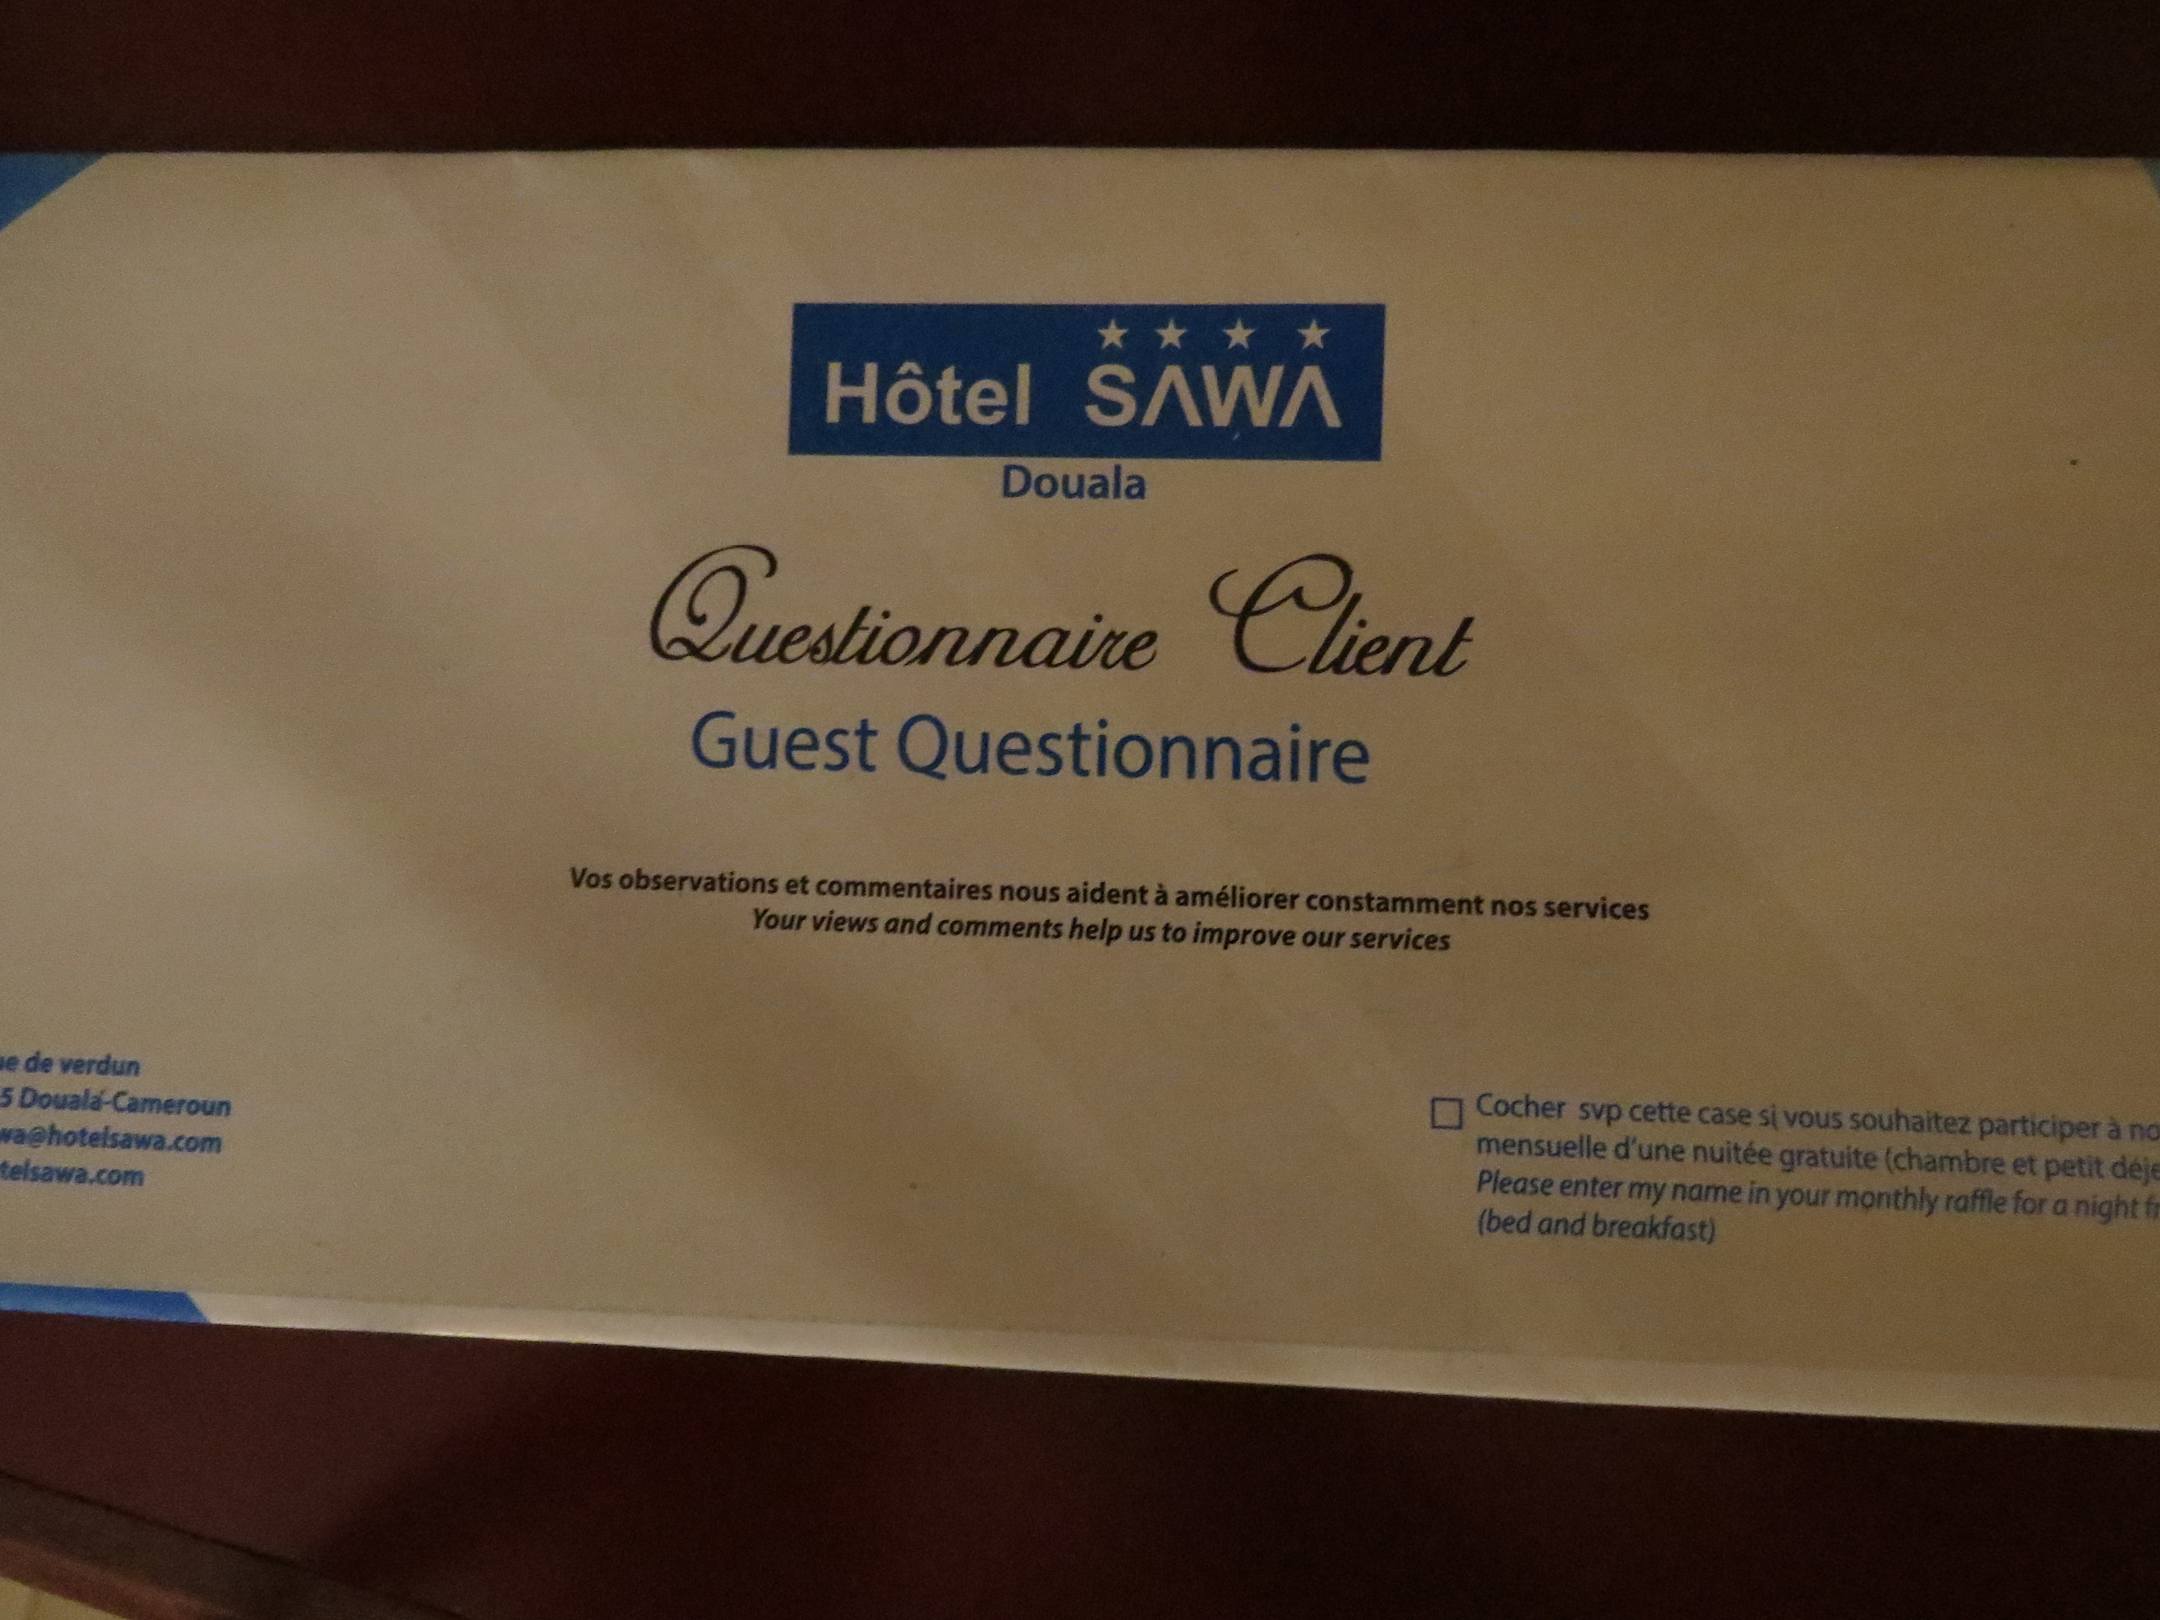 Hôtel SAWA
Douala
Questionnaire Client
Guest Questionnaire
Vos observations et commentaires nous aident à améliorer constamment nos services
Your views and comments help us to improve our services
de verdun
5 Douala-Cameroun
wa@hotelsawa.com
telsawa.com
Cocher svp cette case si vous souhaitez participer à
mensuelle d'une nuitée gratuite (chambre et petit
Please enter my name in your monthly raffle for a night
(bed and breakfast)